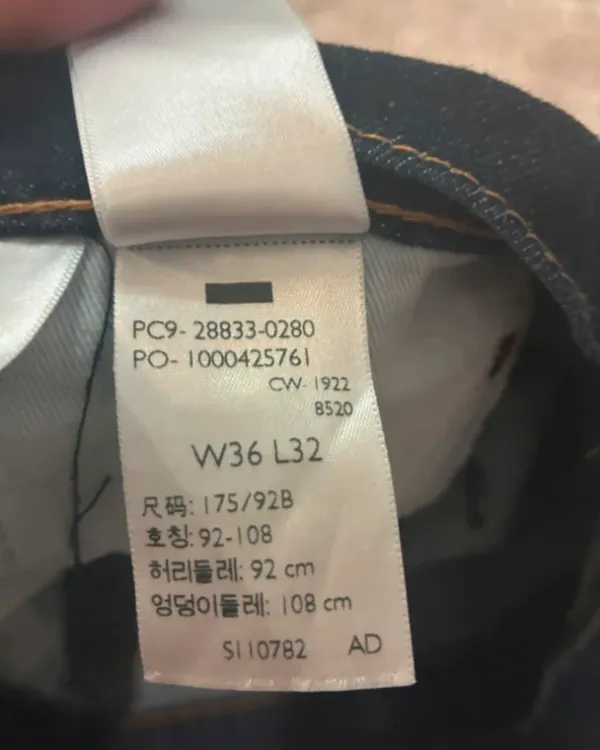 PC9- 28833-0280
PO- 1000425761
CW- 1922
8520
W36 L32
尺码: 175/92B
호칭: 92-108
허리둘레: 92 cm
엉덩이둘레: 108 cm
S110782 AD